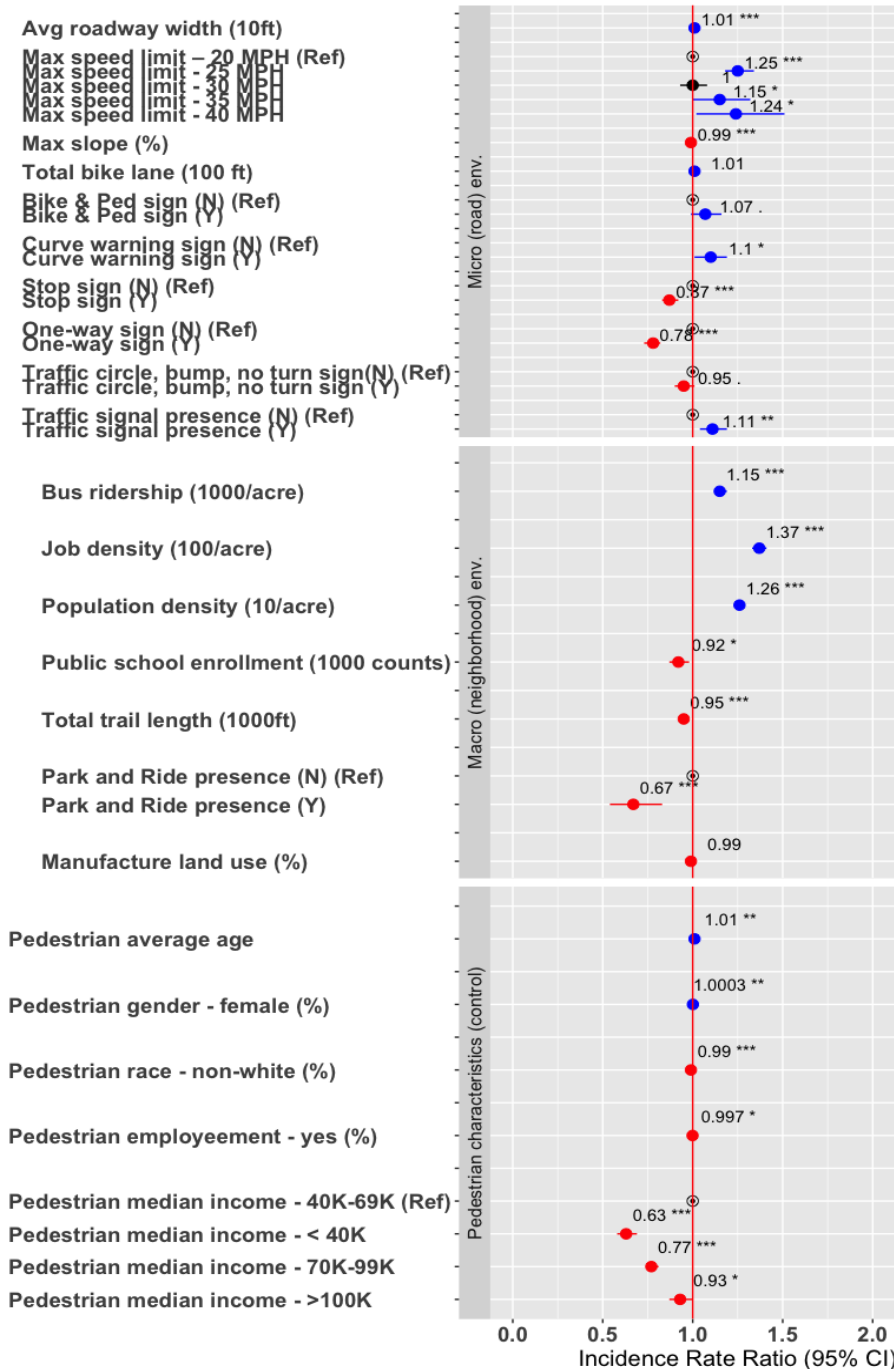 Avg roadway width (10ft) 1.01 ***
Max speed limit – 20 MPH (Ref)
Max speed limit - 25 MPH 1.25 ***
Max speed limit - 30 MPH 1
Max speed limit - 35 MPH 1.15 *
Max speed limit - 40 MPH 1.24 *
Max slope (%) 0.99 ***
Total bike lane (100 ft) 1.01
Bike & Ped sign (N) (Ref)
Bike & Ped sign (Y) 1.07 .
Curve warning sign (N) (Ref)
Curve warning sign (Y) 1.1 *
Stop sign (N) (Ref)
Stop sign (Y) 0.87 ***
One-way sign (N) (Ref)
One-way sign (Y) 0.78 ***
Traffic circle, bump, no turn sign(N) (Ref)
Traffic circle, bump, no turn sign (Y) 0.95 .
Traffic signal presence (N) (Ref)
Traffic signal presence (Y) 1.11 **
Micro (road) env.
Bus ridership (1000/acre) 1.15 ***
Job density (100/acre) 1.37 ***
Population density (10/acre) 1.26 ***
Public school enrollment (1000 counts) 0.92 *
Total trail length (1000ft) 0.95 ***
Park and Ride presence (N) (Ref)
Park and Ride presence (Y) 0.67 ***
Manufacture land use (%) 0.99
Macro (neighborhood) env.
Pedestrian average age 1.01 **
Pedestrian gender - female (%) 1.0003 **
Pedestrian race - non-white (%) 0.99 ***
Pedestrian employeement - yes (%) 0.997 *
Pedestrian median income - 40K-69K (Ref)
Pedestrian median income - < 40K 0.63 ***
Pedestrian median income - 70K-99K 0.77 ***
Pedestrian median income - >100K 0.93 *
Pedestrian characteristics (control)
0.0 0.5 1.0 1.5 2.0
Incidence Rate Ratio (95% CI)